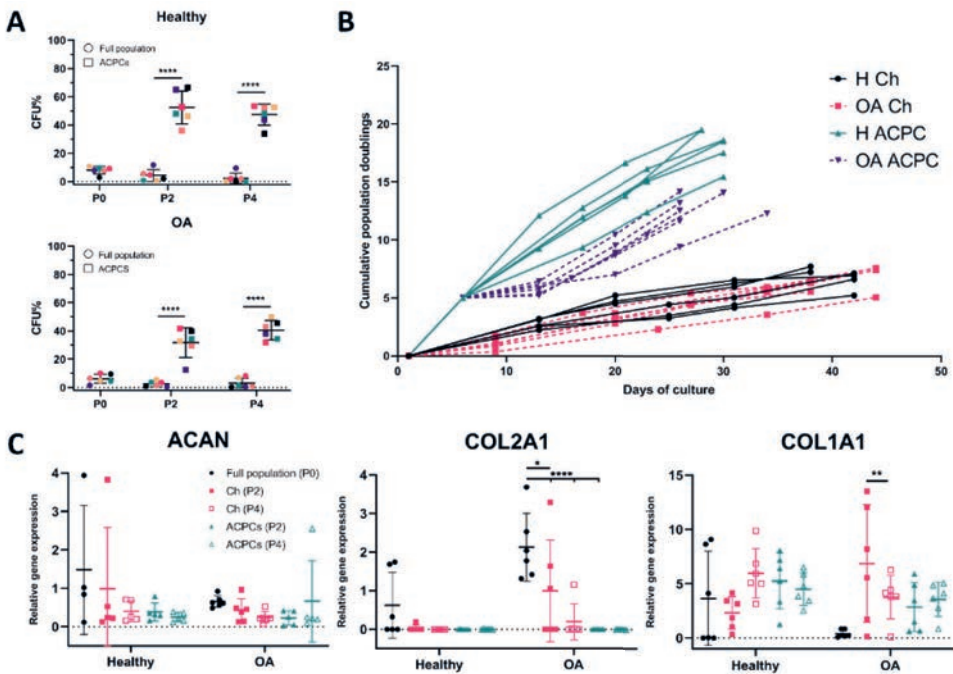 A
Healthy
Full population
ACPCs
****
****
CFU%
100
80
60
40
20
0
P0
P2
P4
OA
Full population
ACPCS
****
****
CFU%
100
80
60
40
20
0
P0
P2
P4
B
H Ch
OA Ch
H ACPC
OA ACPC
Cumulative population doublings
25
20
15
10
5
0
0
10
20
30
40
50
Days of culture
C
ACAN
Full population (P0)
Ch (P2)
Ch (P4)
ACPCs (P2)
ACPCs (P4)
Relative gene expression
4
3
2
1
0
Healthy
OA
COL2A1
*
****
Relative gene expression
4
3
2
1
0
Healthy
OA
COL1A1
**
Relative gene expression
15
10
5
0
Healthy
OA